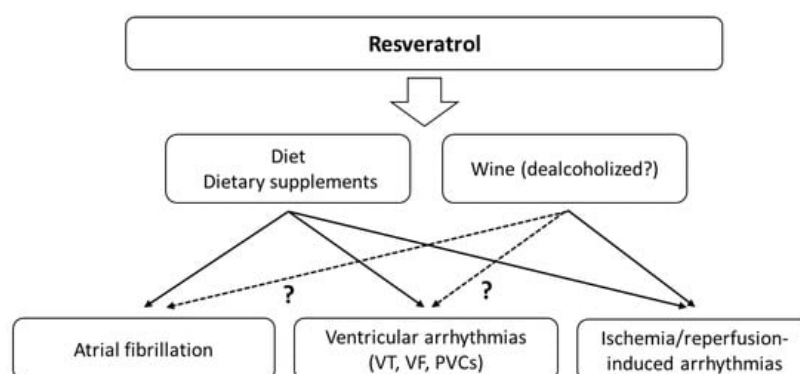 Resveratrol
Diet
Dietary supplements
Wine (dealcoholized?)
?
?
Atrial fibrillation
Ventricular arrhythmias
(VT, VF, PVCs)
Ischemia/reperfusion-
induced arrhythmias